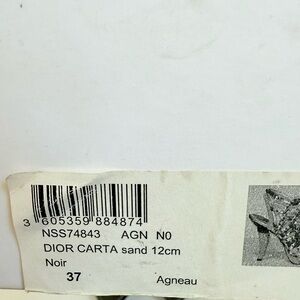 3 605359 884874
NSS74843 AGN N0
DIOR CARTA sand 12cm
Noir
37 Agneau